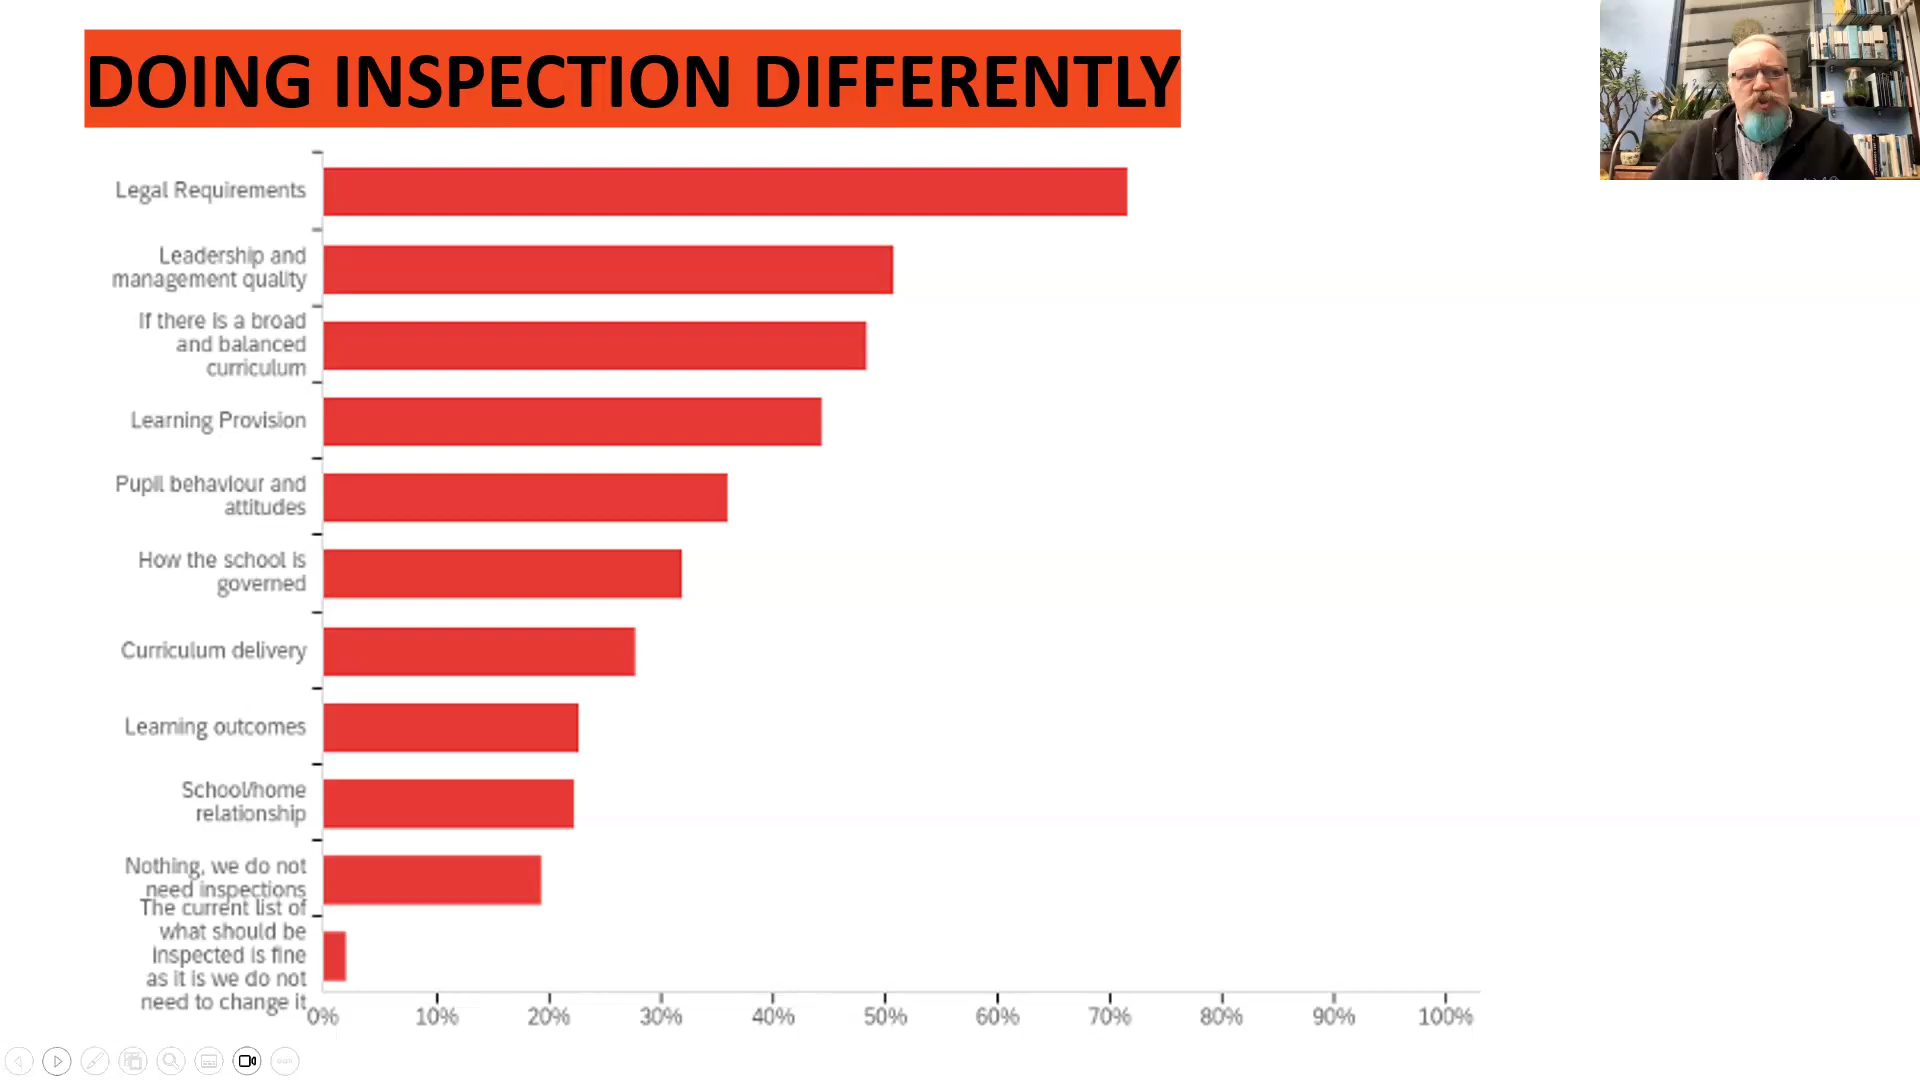 DOING INSPECTION DIFFERENTLY
Legal Requirements
Leadership and
management quality
If there is a broad
and balanced
curriculum
Learning Provision
Pupil behaviour and
attitudes
How the school is
governed
Curriculum delivery
Learning outcomes
School/home
relationship
Nothing, we do not
need inspections
The current list of
what should be
inspected is fine
as it is we do not
need to change it
0% 10% 20% 30% 40% 50% 60% 70% 80% 90% 100%